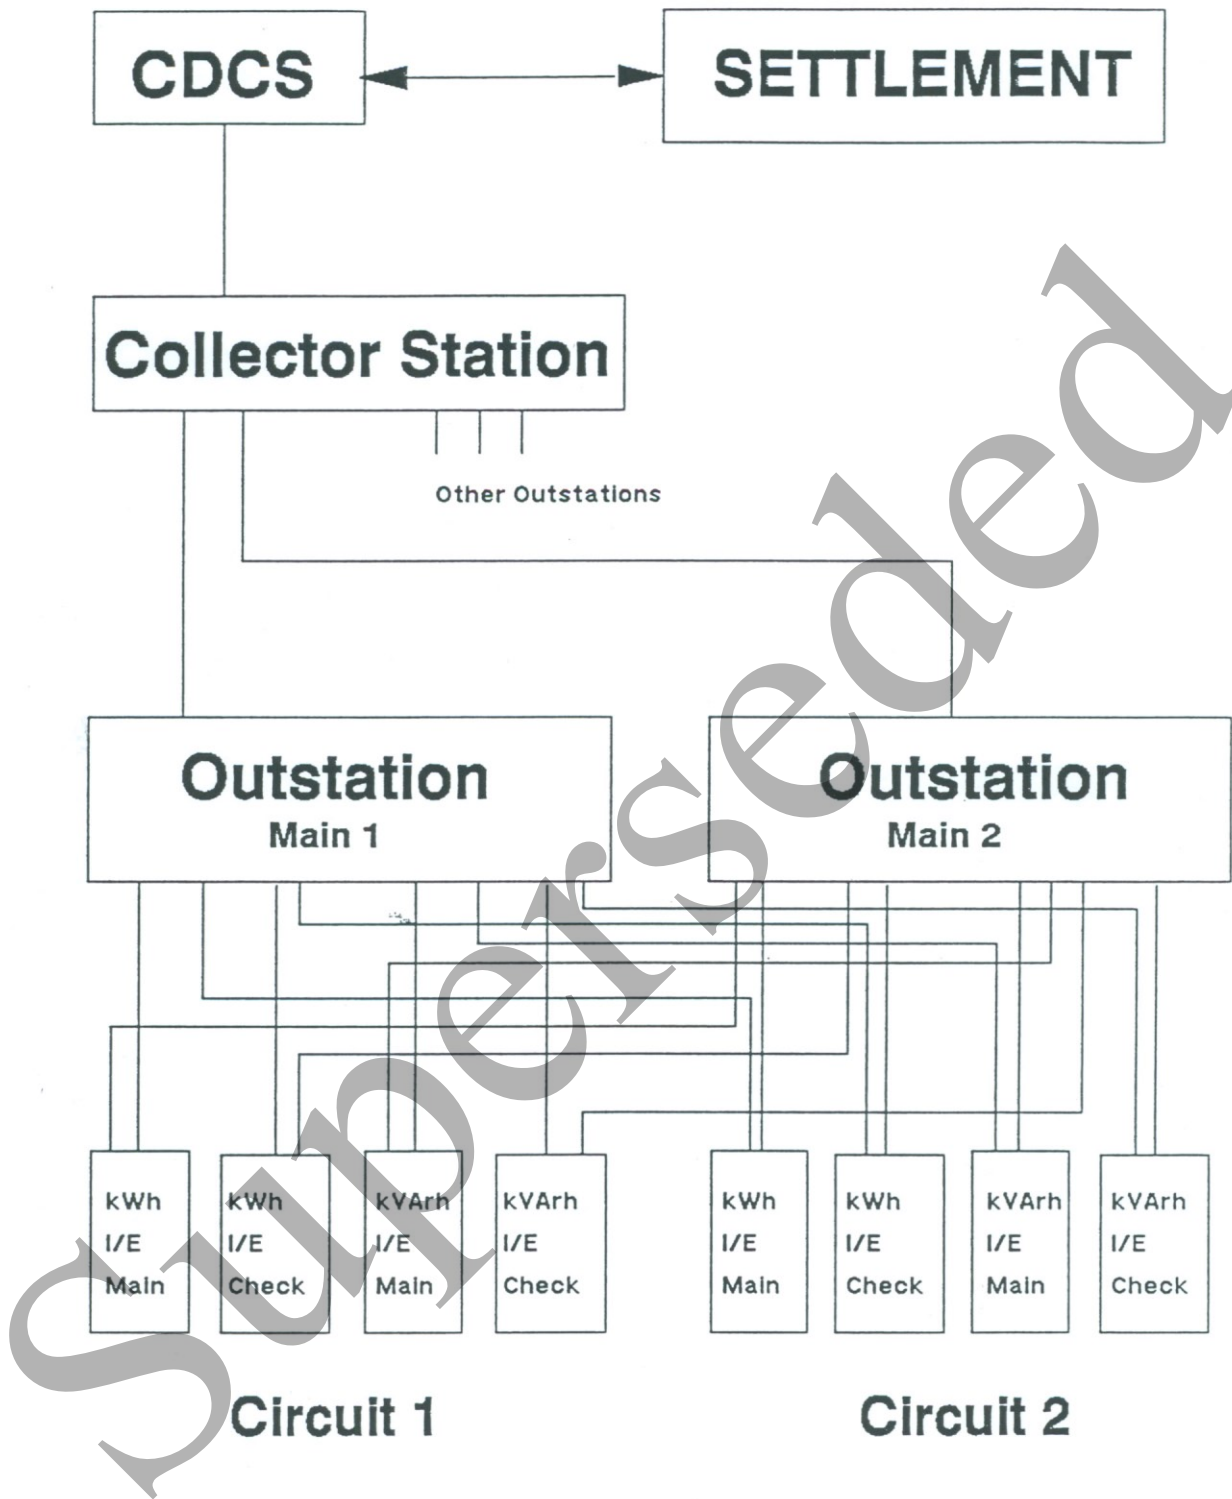 CDCS
SETTLEMENT
Collector Station
Other Outstations
Outstation
Main 1
Outstation
Main 2
kWh
I/E
Main
kWh
I/E
Check
kVArh
I/E
Main
kVArh
I/E
Check
kWh
I/E
Main
kWh
I/E
Check
kVArh
I/E
Main
kVArh
I/E
Check
Circuit 1
Circuit 2
Superseded